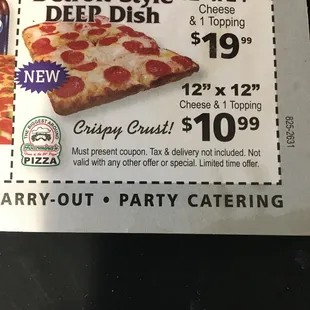 DEEP Dish
Cheese
& 1 Topping
$19.99
NEW
12” x 12”
Cheese & 1 Topping
Crispy Crust! $10.99
PIZZA
Must present coupon. Tax & delivery not included. Not
valid with any other offer or special. Limited time offer.
825-2631
ARRY-OUT • PARTY CATERING